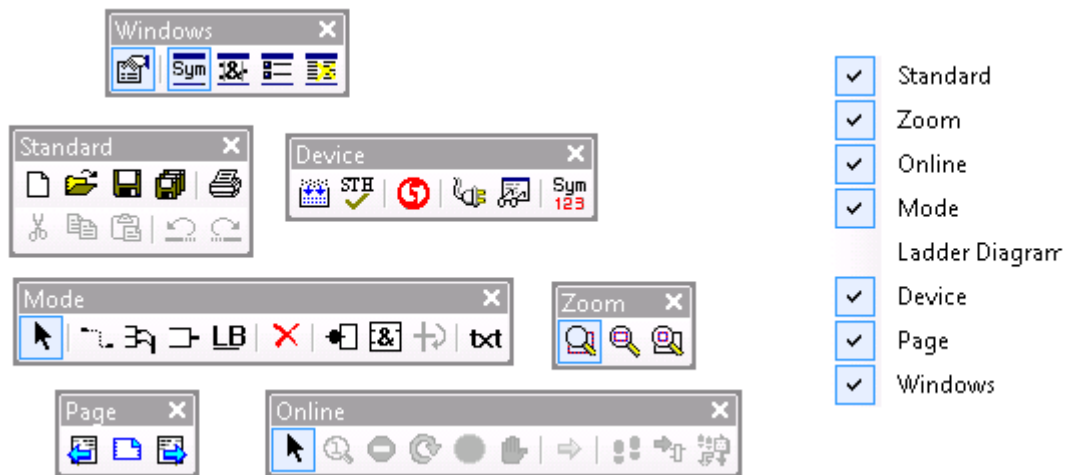 Windows
Sym
&
Standard
Device
STH
Sym
123
Mode
LB
&
txt
Zoom
Page
Online
1
Standard
Zoom
Online
Mode
Ladder Diagram
Device
Page
Windows